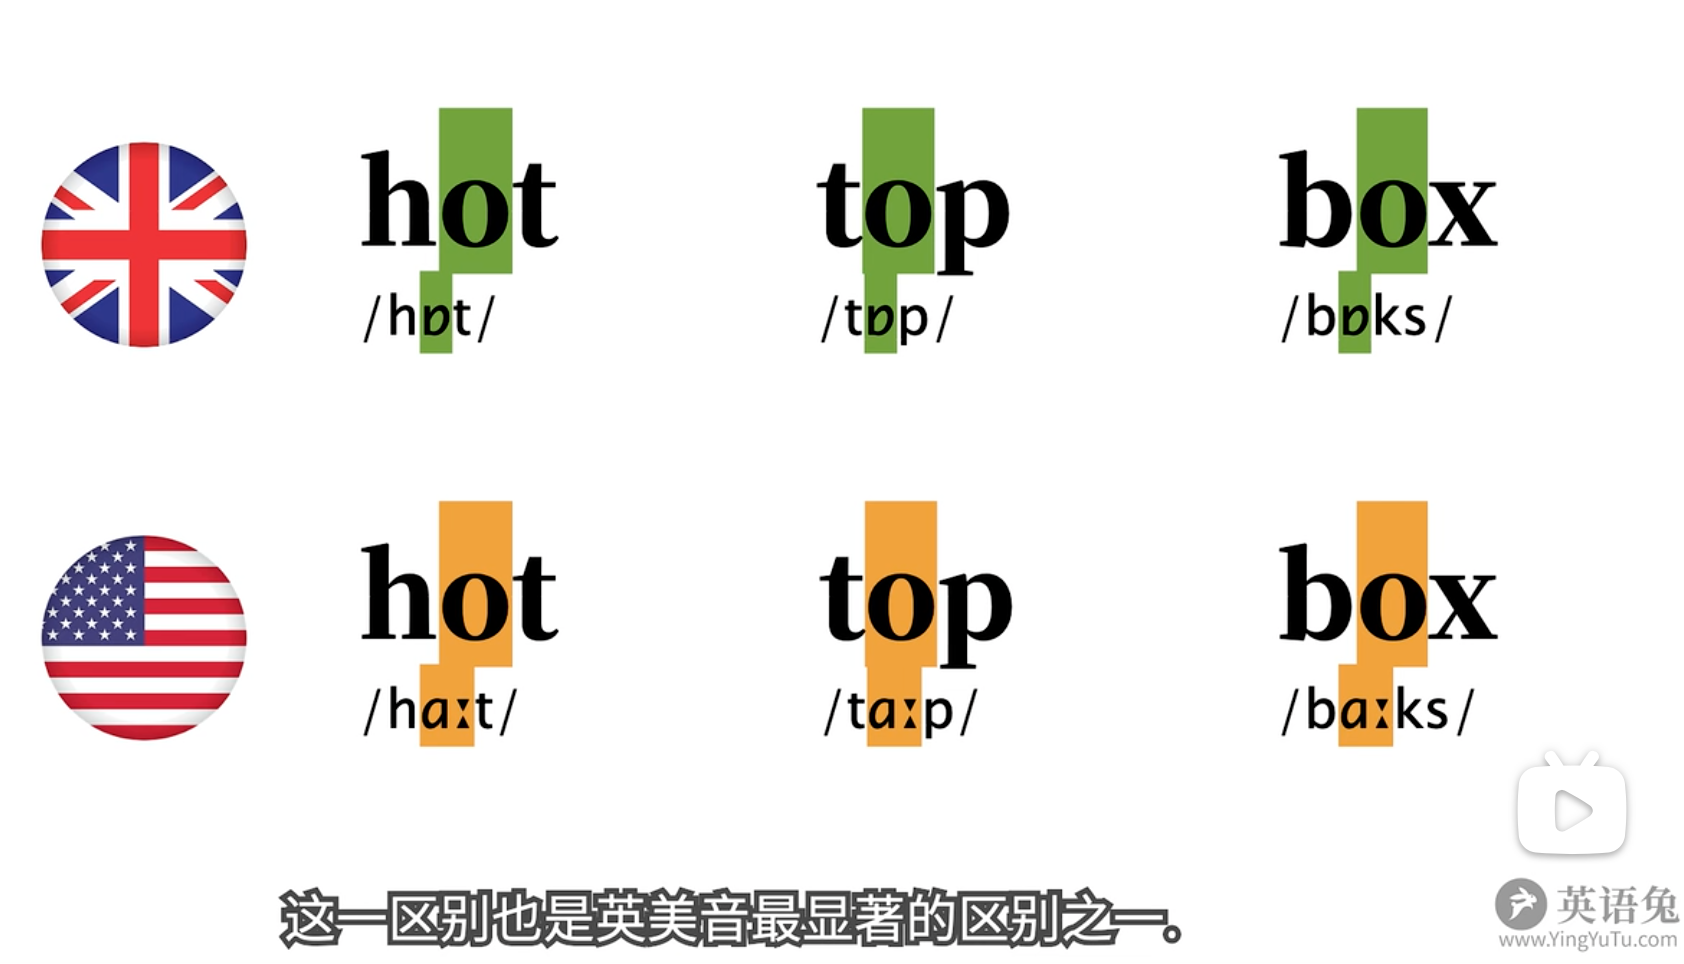 hot top box
/hɒt/ /tɒp/ /bɒks/
hot top box
/hɑːt/ /tɑːp/ /bɑːks/
这一区别也是英美音最显著的区别之一。
英语兔
www.YingYuTu.com